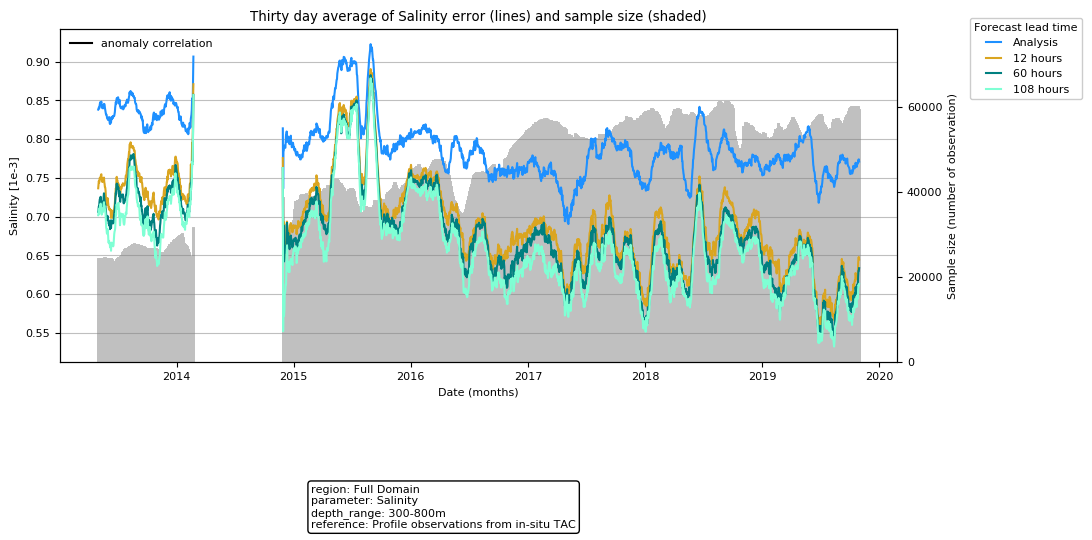 Thirty day average of Salinity error (lines) and sample size (shaded)
anomaly correlation
Forecast lead time
Analysis
12 hours
60 hours
108 hours
0.90
0.85
0.80
0.75
0.70
0.65
0.60
0.55
Salinity [1e-3]
60000
40000
20000
0
Sample size (number of observation)
2014
2015
2016
2017
2018
2019
2020
Date (months)
region: Full Domain
parameter: Salinity
depth_range: 300-800m
reference: Profile observations from in-situ TAC